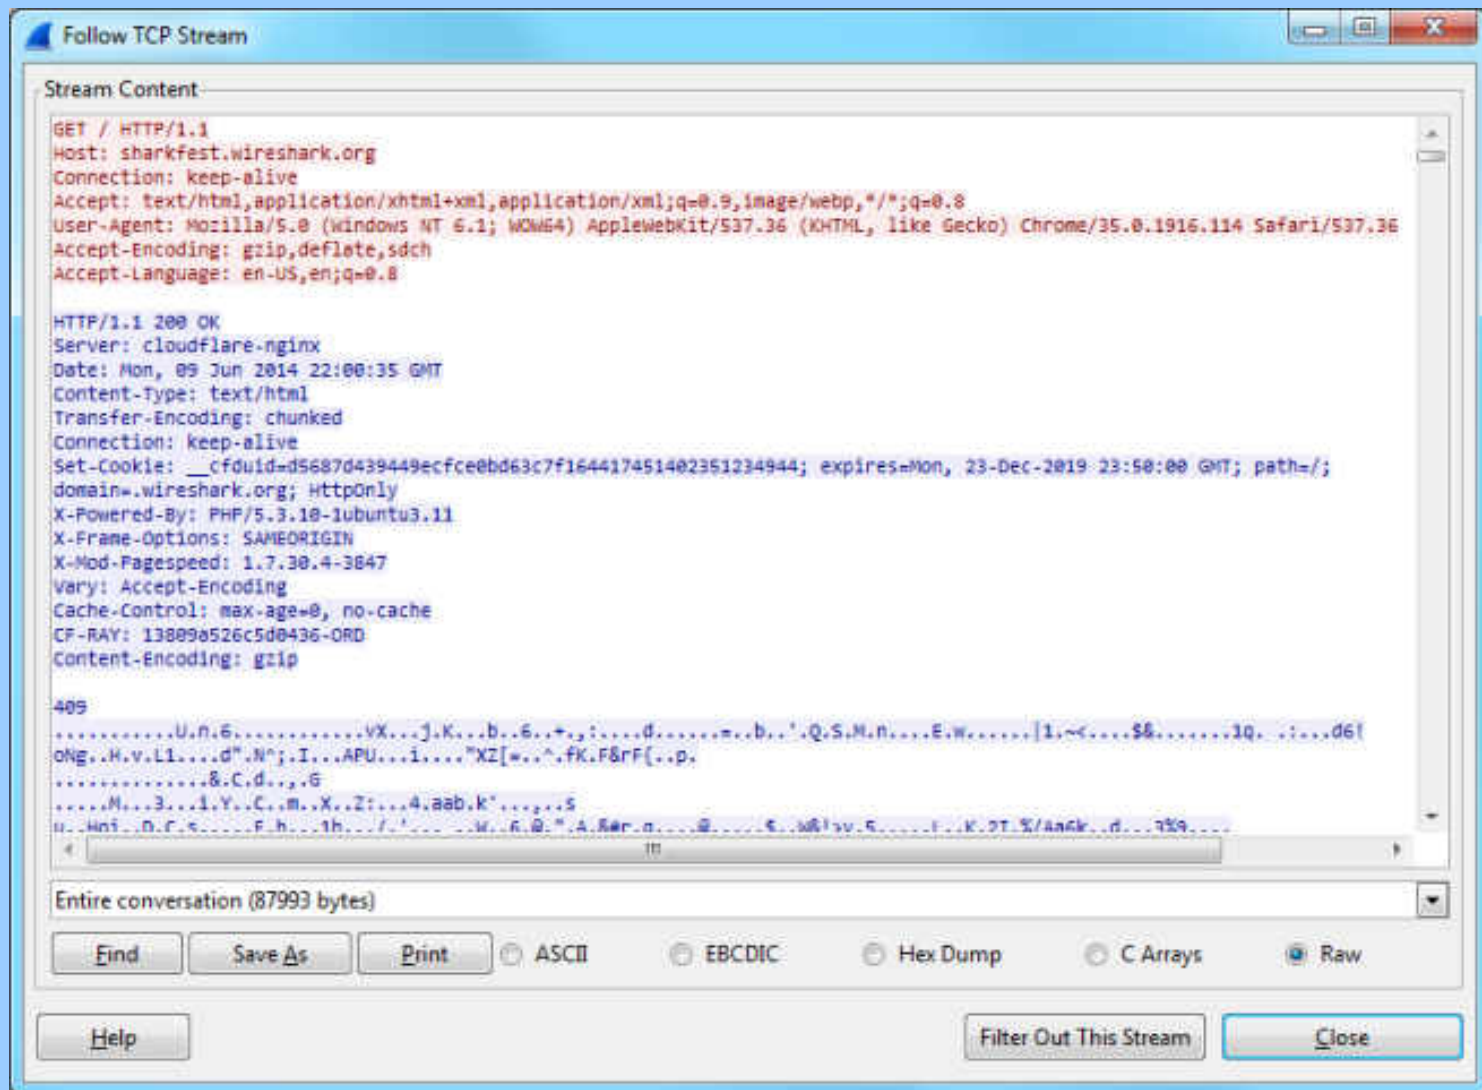 Follow TCP Stream
Stream Content
GET / HTTP/1.1
Host: sharkfest.wireshark.org
Connection: keep-alive
Accept: text/html,application/xhtml+xml,application/xml;q=0.9,image/webp,*/*;q=0.8
User-Agent: Mozilla/5.0 (Windows NT 6.1; WOW64) AppleWebKit/537.36 (KHTML, like Gecko) Chrome/35.0.1916.114 Safari/537.36
Accept-Encoding: gzip,deflate,sdch
Accept-Language: en-US,en;q=0.8
HTTP/1.1 200 OK
Server: cloudflare-nginx
Date: Mon, 09 Jun 2014 22:00:35 GMT
Content-Type: text/html
Transfer-Encoding: chunked
Connection: keep-alive
Set-Cookie: __cfduid=d5687d439449ecfce0bd63c7f164417451402351234944; expires=Mon, 23-Dec-2019 23:50:00 GMT; path=/;
domain=.wireshark.org; HttpOnly
X-Powered-By: PHP/5.3.10-1ubuntu3.11
X-Frame-Options: SAMEORIGIN
X-Mod-Pagespeed: 1.7.30.4-3847
Vary: Accept-Encoding
Cache-Control: max-age=0, no-cache
CF-RAY: 13809a526c5d0436-ORD
Content-Encoding: gzip
409
Entire conversation (87993 bytes)
Find Save As Print ASCII EBCDIC Hex Dump C Arrays Raw
Help Filter Out This Stream Close